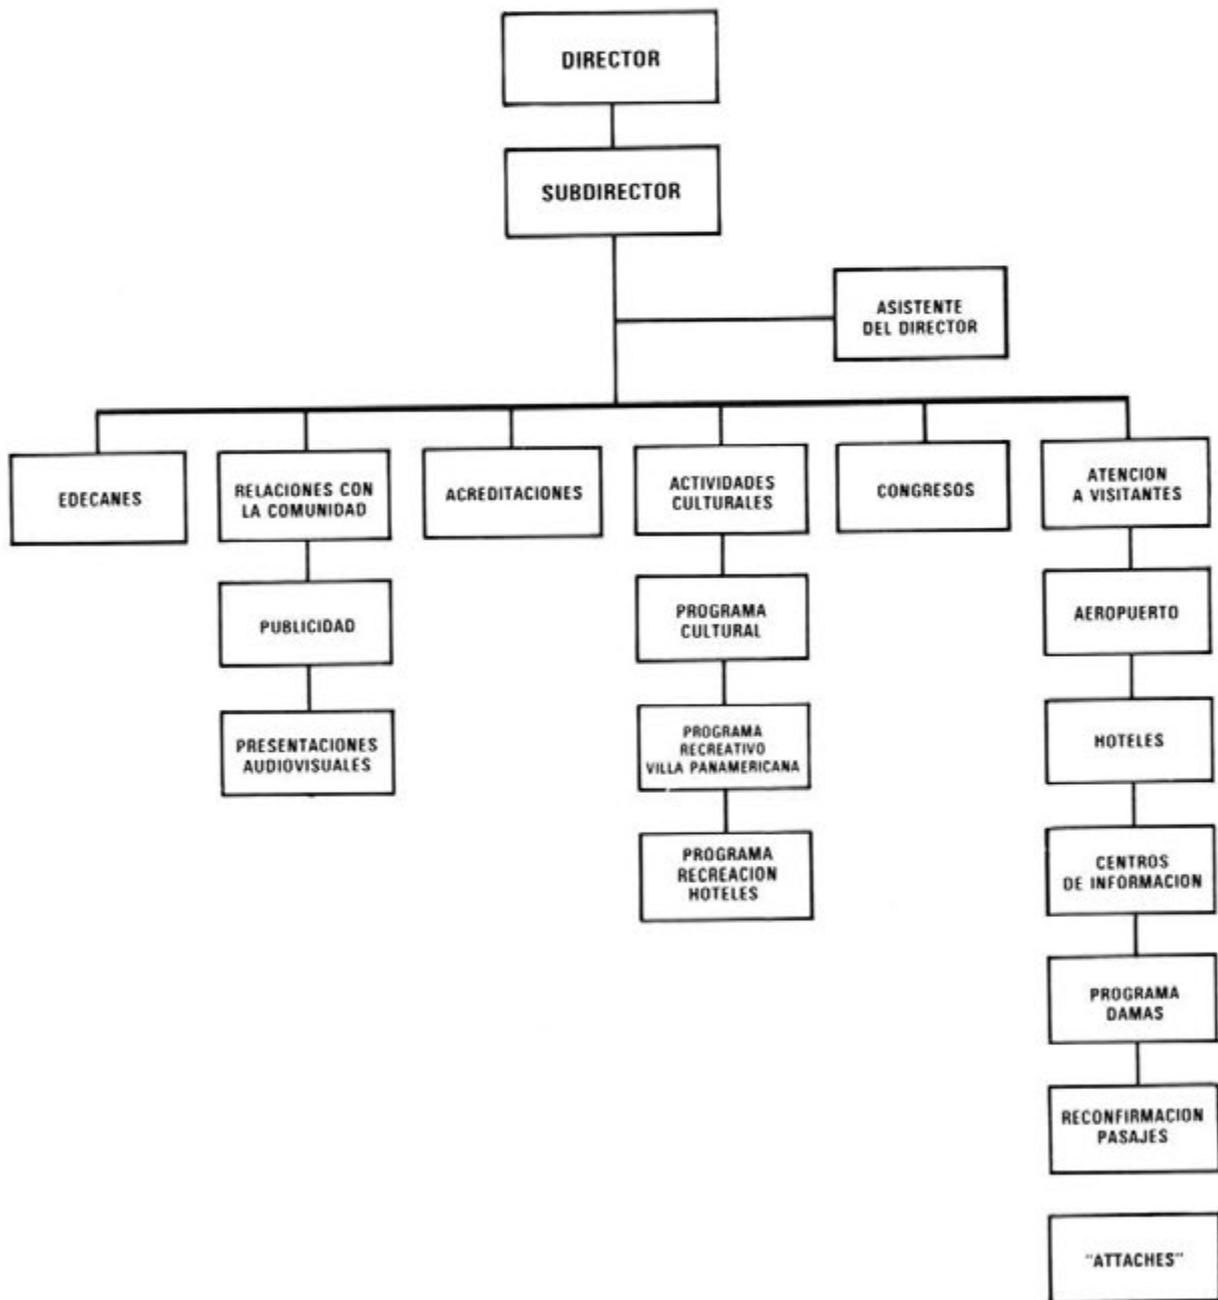 DIRECTOR
SUBDIRECTOR
ASISTENTE
DEL DIRECTOR
EDECANES
RELACIONES CON
LA COMUNIDAD
ACREDITACIONES
ACTIVIDADES
CULTURALES
CONGRESOS
ATENCION
A VISITANTES
PUBLICIDAD
PROGRAMA
CULTURAL
AEROPUERTO
PRESENTACIONES
AUDIOVISUALES
PROGRAMA
RECREATIVO
VILLA PANAMERICANA
HOTELES
PROGRAMA
RECREACION
HOTELES
CENTROS
DE INFORMACION
PROGRAMA
DAMAS
RECONFIRMACION
PASAJES
"ATTACHES"